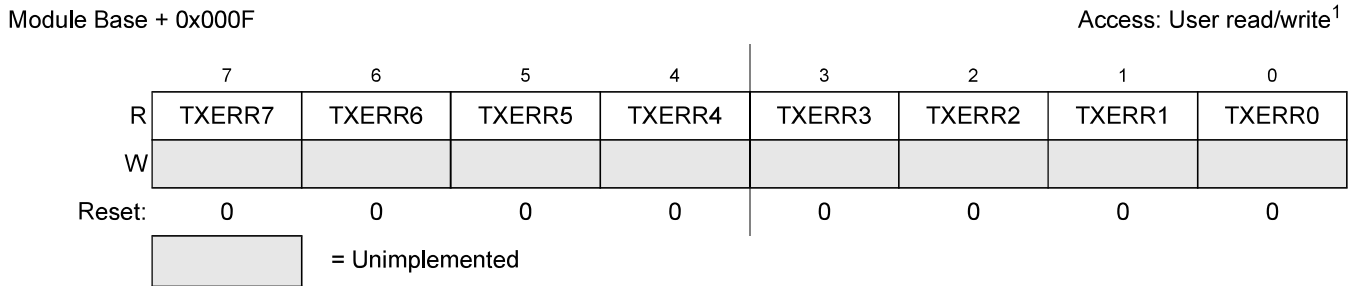 Module Base + 0x000F Access: User read/write1
7 6 5 4 3 2 1 0
R TXERR7 TXERR6 TXERR5 TXERR4 TXERR3 TXERR2 TXERR1 TXERR0
W
Reset: 0 0 0 0 0 0 0 0
= Unimplemented